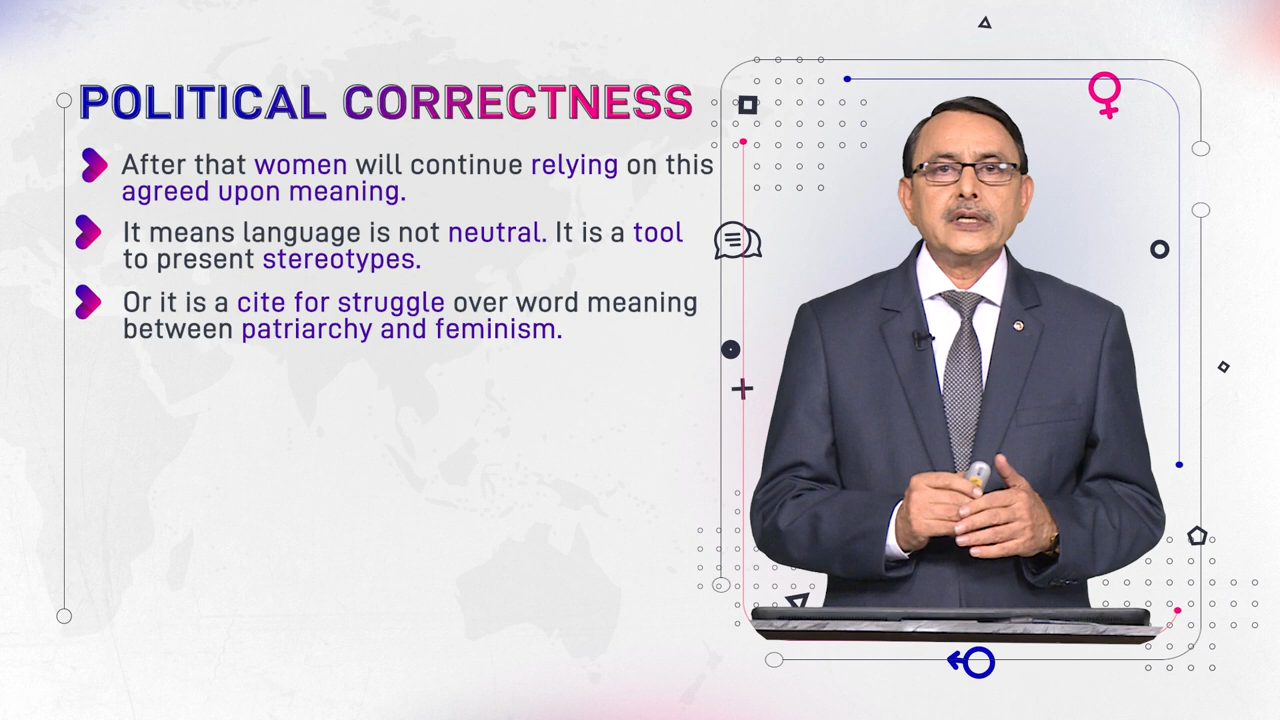 POLITICAL CORRECTNESS
After that women will continue relying on this
agreed upon meaning.
It means language is not neutral. It is a tool
to present stereotypes.
Or it is a cite for struggle over word meaning
between patriarchy and feminism.